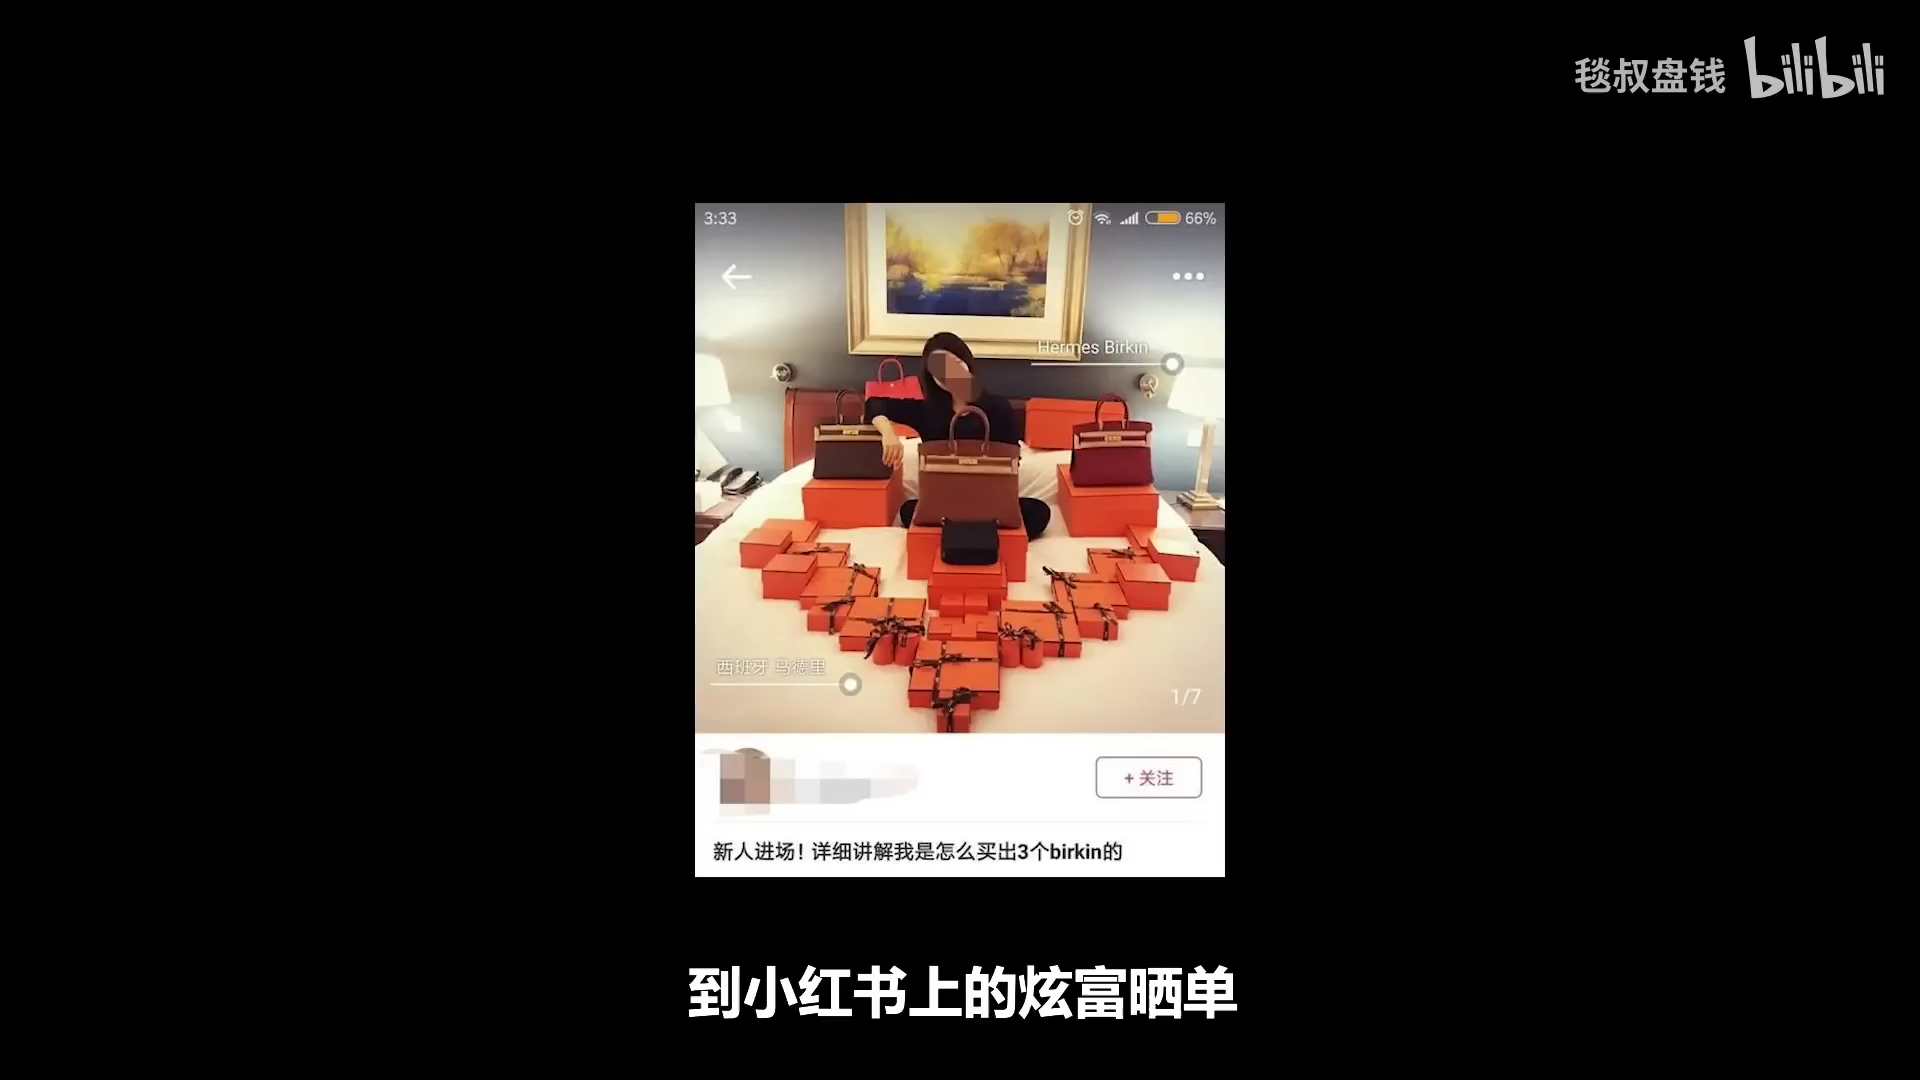 毯叔盘钱 bilibili
3:33 66%
Hermes Birkin
西班牙 马德里
1/7
+ 关注
新人进场！详细讲解我是怎么买出3个birkin的
到小红书上的炫富晒单